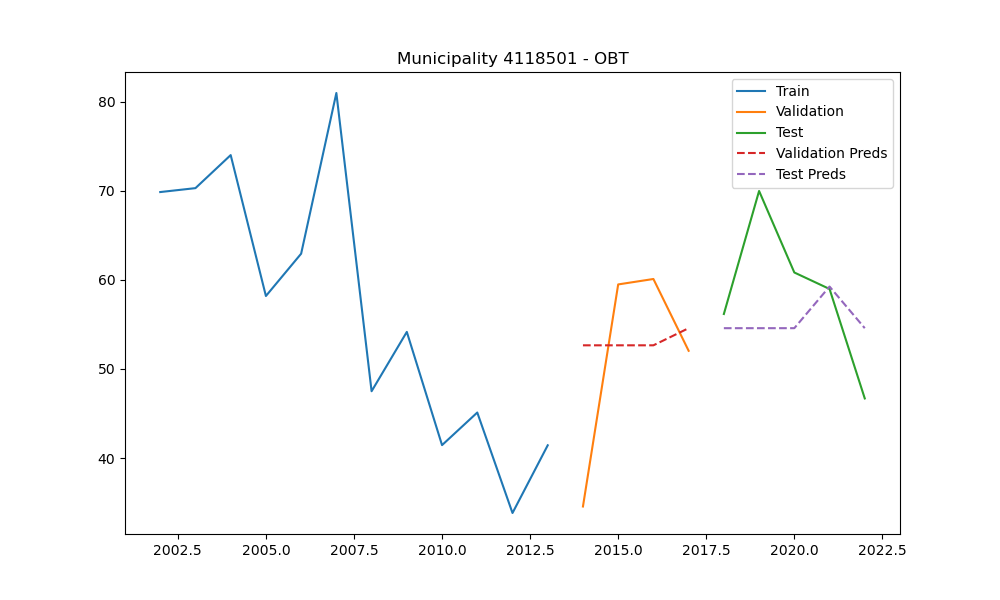 Municipality 4118501 - OBT
Train
Validation
Test
Validation Preds
Test Preds
80
70
60
50
40
2002.5 2005.0 2007.5 2010.0 2012.5 2015.0 2017.5 2020.0 2022.5